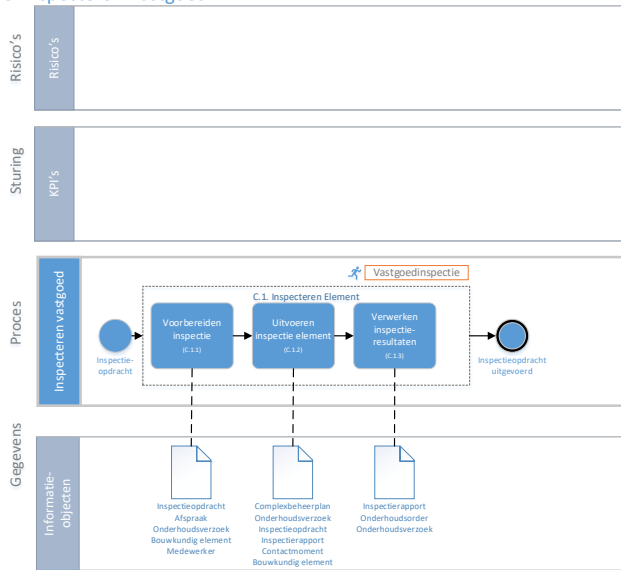 Risico's
Risico's
Sturing
KPI's
Proces
Inspecteren vastgoed
Vastgoedinspectie
C.1. Inspecteren Element
Voorbereiden
inspectie
(C.1.1)
Uitvoeren
inspectie element
(C.1.2)
Verwerken
inspectie-
resultaten
(C.1.3)
Inspectie-
opdracht
Inspectieopdracht
uitgevoerd
Gegevens
Informatie-
objecten
Inspectieopdracht
Afspraak
Onderhoudsverzoek
Bouwkundig element
Medewerker
Complexbeheerplan
Onderhoudsverzoek
Inspectieopdracht
Inspectierapport
Contactmoment
Bouwkundig element
Inspectierapport
Onderhoudsorder
Onderhoudsverzoek